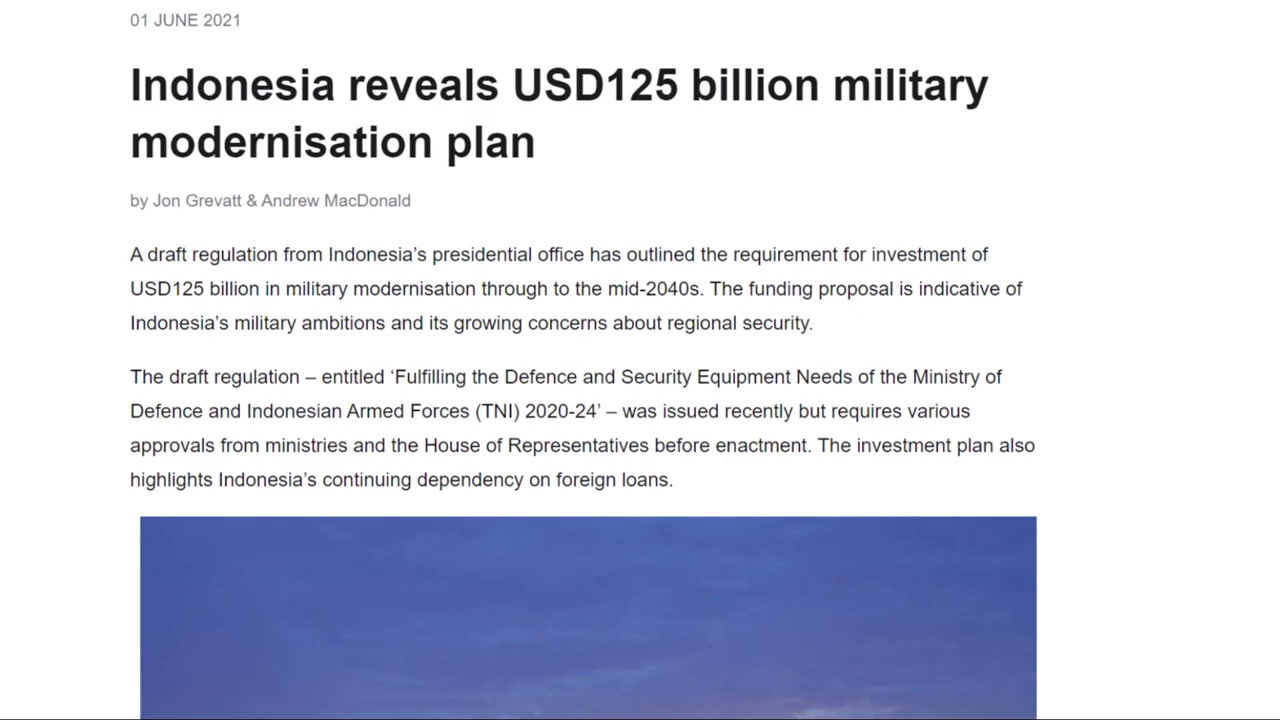 01 JUNE 2021
Indonesia reveals USD125 billion military
modernisation plan
by Jon Grevatt & Andrew MacDonald
A draft regulation from Indonesia’s presidential office has outlined the requirement for investment of
USD125 billion in military modernisation through to the mid-2040s. The funding proposal is indicative of
Indonesia’s military ambitions and its growing concerns about regional security.
The draft regulation – entitled ‘Fulfilling the Defence and Security Equipment Needs of the Ministry of
Defence and Indonesian Armed Forces (TNI) 2020-24’ – was issued recently but requires various
approvals from ministries and the House of Representatives before enactment. The investment plan also
highlights Indonesia’s continuing dependency on foreign loans.